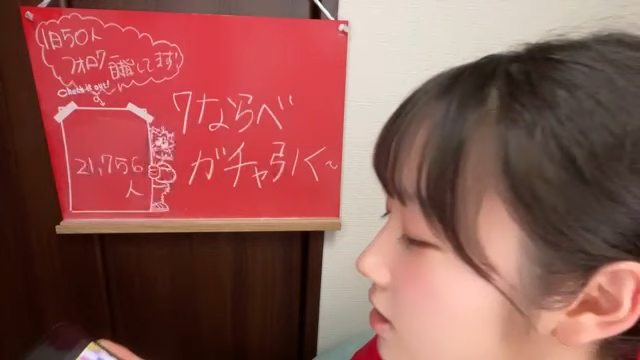 1日50人
フォロワー目指してます!
Check it out!
21,756
人
7ならべ
ガチャ引く~